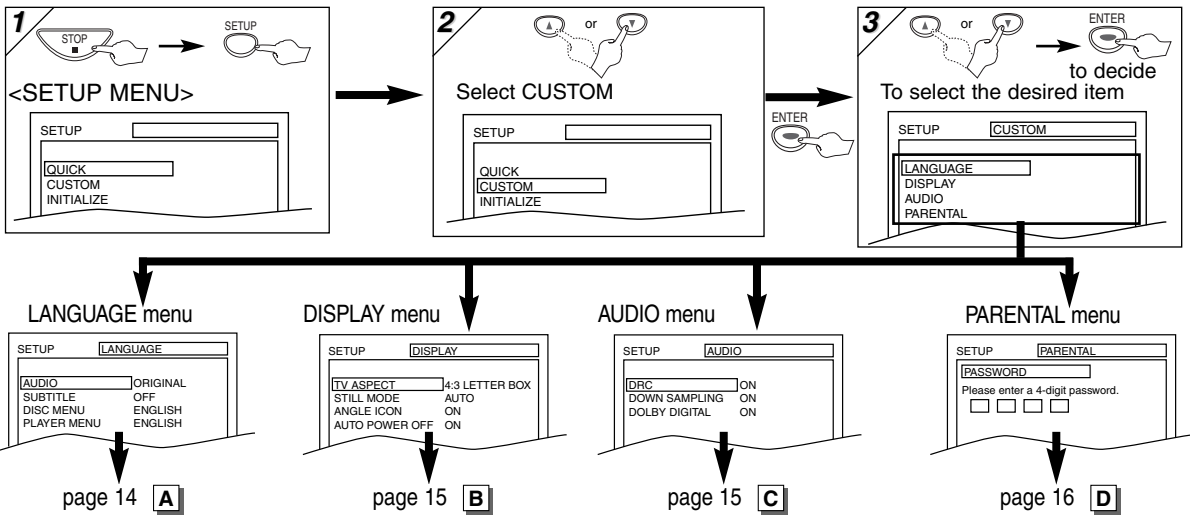 1
STOP
SETUP
<SETUP MENU>
SETUP
QUICK
CUSTOM
INITIALIZE
2
or
Select CUSTOM
SETUP
QUICK
CUSTOM
INITIALIZE
ENTER
3
or
ENTER
to decide
To select the desired item
SETUP CUSTOM
LANGUAGE
DISPLAY
AUDIO
PARENTAL
LANGUAGE menu
SETUP LANGUAGE
AUDIO ORIGINAL
SUBTITLE OFF
DISC MENU ENGLISH
PLAYER MENU ENGLISH
page 14 A
DISPLAY menu
SETUP DISPLAY
TV ASPECT 4:3 LETTER BOX
STILL MODE AUTO
ANGLE ICON ON
AUTO POWER OFF ON
page 15 B
AUDIO menu
SETUP AUDIO
DRC ON
DOWN SAMPLING ON
DOLBY DIGITAL ON
page 15 C
PARENTAL menu
SETUP PARENTAL
PASSWORD
Please enter a 4-digit password.
page 16 D